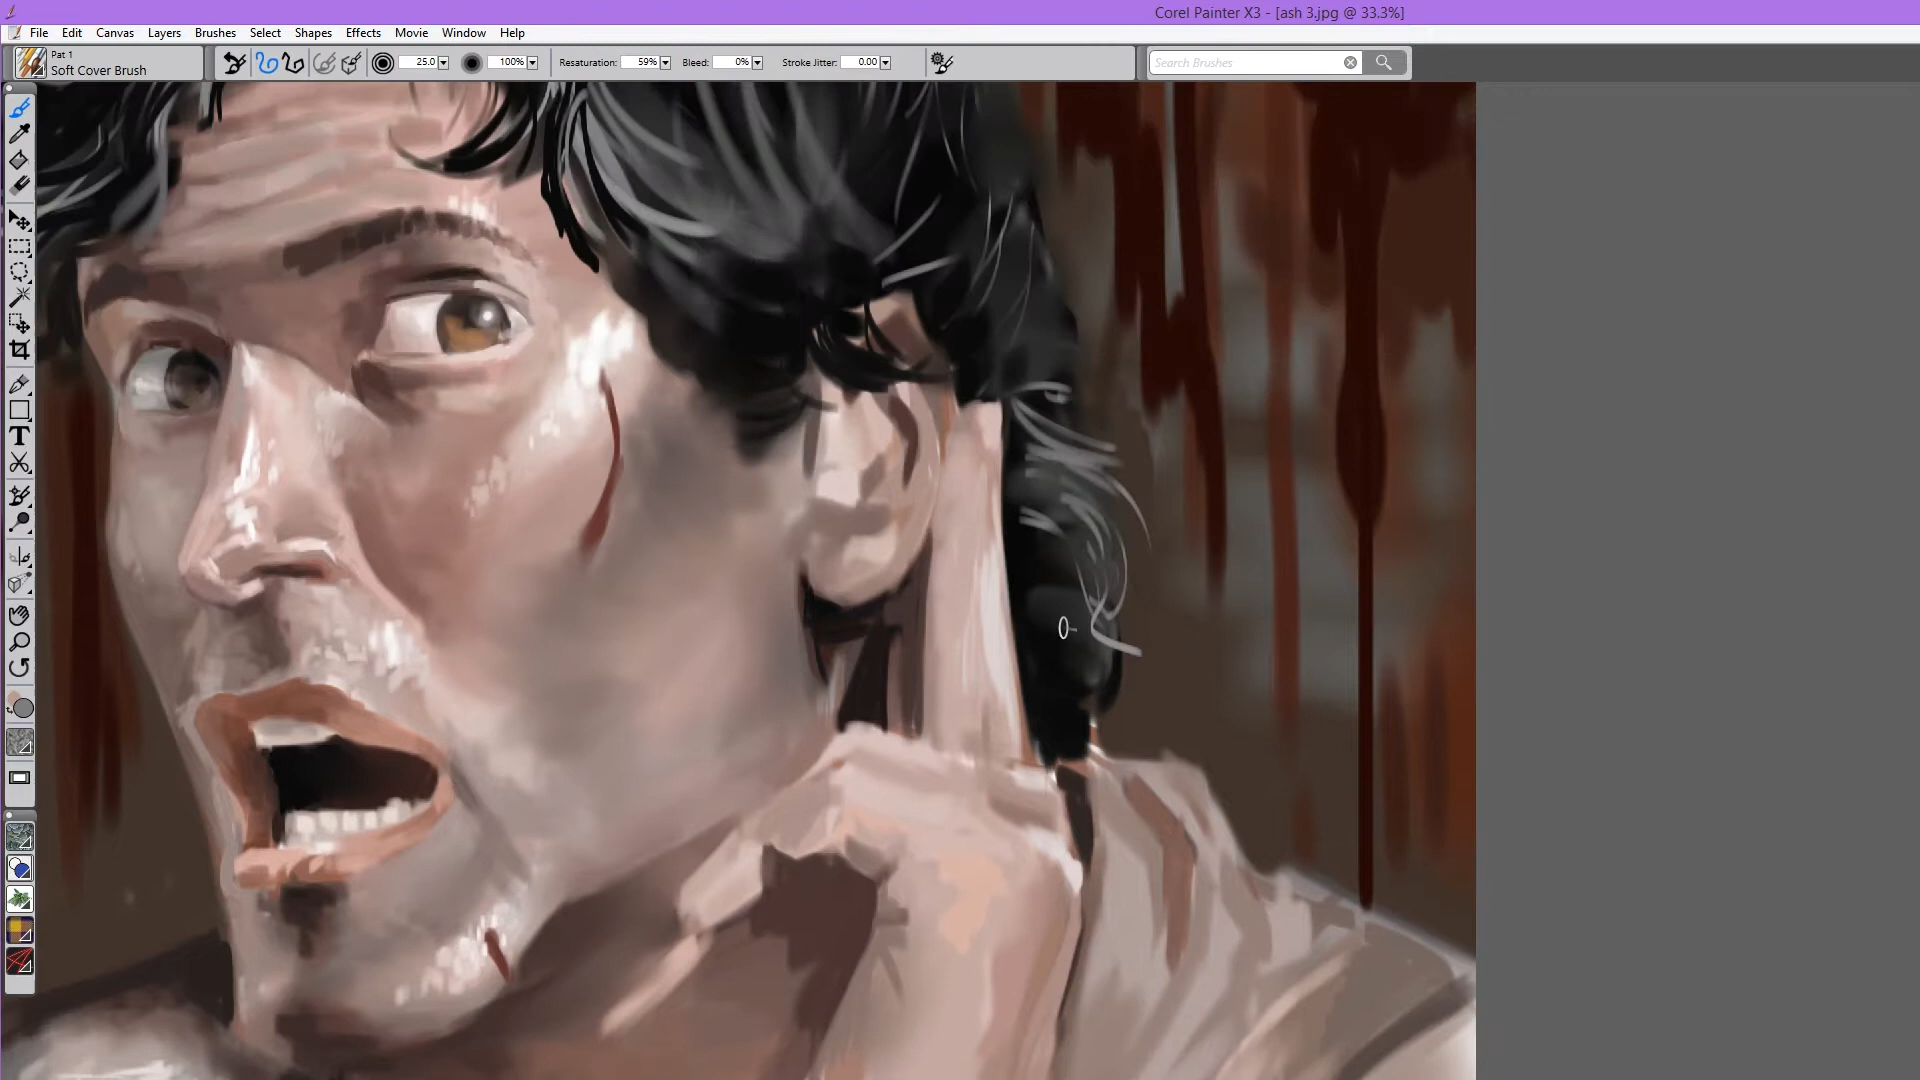 Corel Painter X3 - [ash 3.jpg @ 33.3%]
File Edit Canvas Layers Brushes Select Shapes Effects Movie Window Help
Pat 1
Soft Cover Brush
25.0
100%
Resaturation: 59%
Bleed: 0%
Stroke Jitter: 0.00
Search Brushes
T